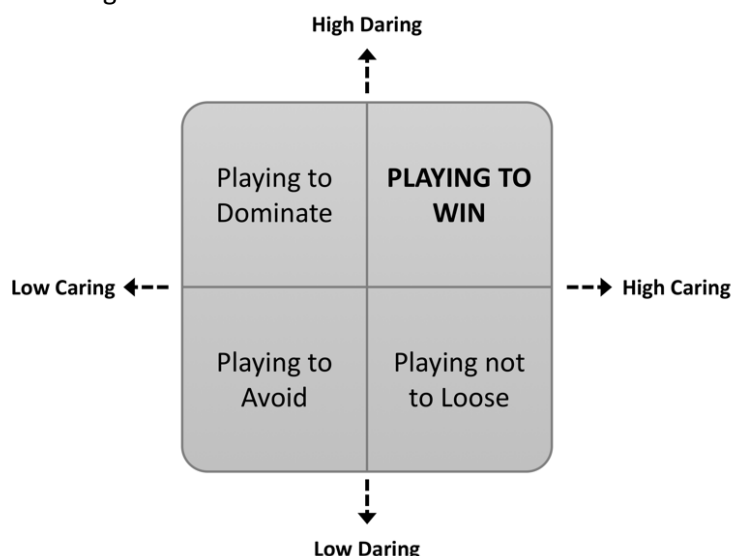 High Daring
Playing to
Dominate
PLAYING TO
WIN
Low Caring
High Caring
Playing to
Avoid
Playing not
to Loose
Low Daring